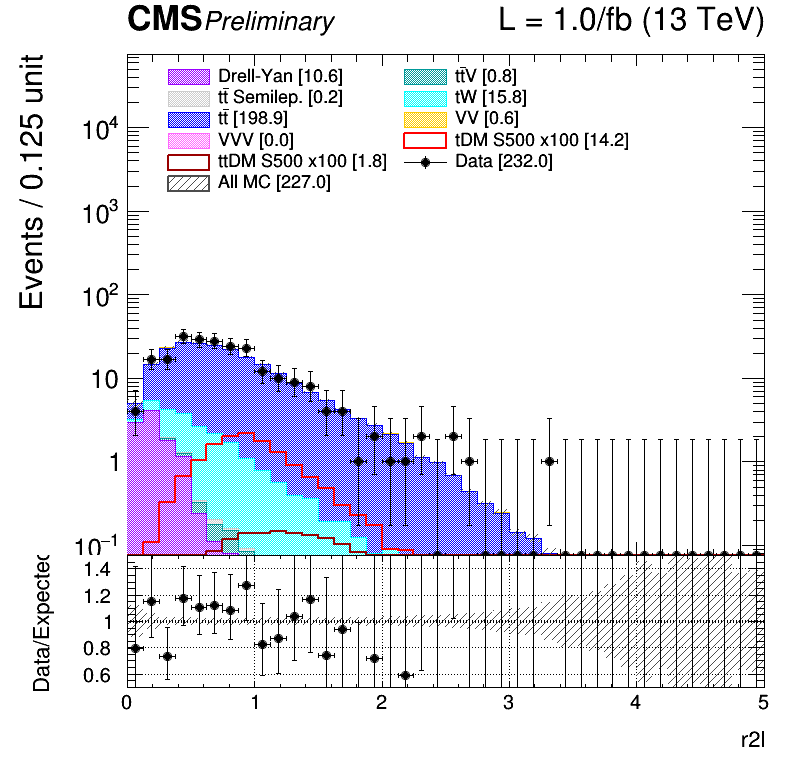 CMS Preliminary L = 1.0/fb (13 TeV)
Events / 0.125 unit
Drell-Yan [10.6] tt̄V [0.8]
tt̄ Semilep. [0.2] tW [15.8]
tt̄ [198.9] VV [0.6]
VVV [0.0] tDM S500 x100 [14.2]
ttDM S500 x100 [1.8] Data [232.0]
All MC [227.0]
10⁴
10³
10²
10
1
10⁻¹
Data/Expected
1.4
1.2
1
0.8
0.6
0 1 2 3 4 5
r2l